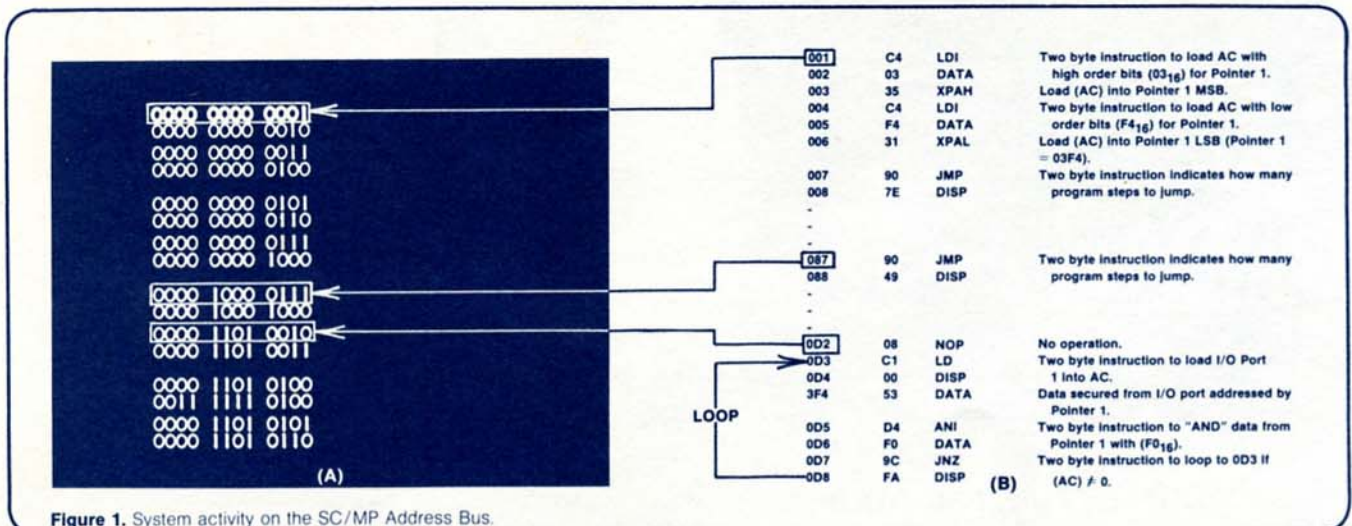 0000 0000 0001
0000 0000 0010
0000 0000 0011
0000 0000 0100
0000 0000 0101
0000 0000 0110
0000 0000 0111
0000 0000 1000
0000 1000 0111
0000 1000 1000
0000 1101 0010
0000 1101 0011
0000 1101 0100
0011 1111 0100
0000 1101 0101
0000 1101 0110
(A)
001 C4 LDI Two byte instruction to load AC with
002 03 DATA high order bits (03₁₆) for Pointer 1.
003 35 XPAH Load (AC) into Pointer 1 MSB.
004 C4 LDI Two byte instruction to load AC with low
005 F4 DATA order bits (F4₁₆) for Pointer 1.
006 31 XPAL Load (AC) into Pointer 1 LSB (Pointer 1
= 03F4).
007 90 JMP Two byte instruction indicates how many
008 7E DISP program steps to jump.
087 90 JMP Two byte instruction indicates how many
088 49 DISP program steps to jump.
0D2 08 NOP No operation.
0D3 C1 LD Two byte instruction to load I/O Port
0D4 00 DISP 1 into AC.
3F4 53 DATA Data secured from I/O port addressed by
Pointer 1.
LOOP
0D5 D4 ANI Two byte instruction to "AND" data from
0D6 F0 DATA Pointer 1 with (F0₁₆).
0D7 9C JNZ Two byte instruction to loop to 0D3 if
0D8 FA DISP (AC) ≠ 0.
(B)
Figure 1. System activity on the SC/MP Address Bus.